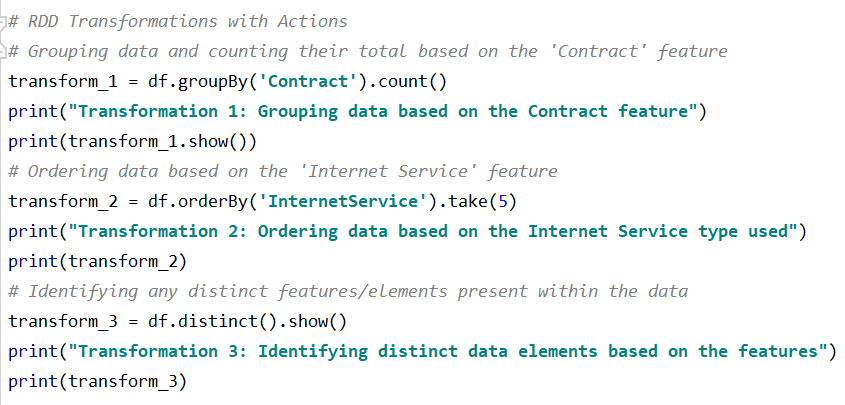 # RDD Transformations with Actions
# Grouping data and counting their total based on the 'Contract' feature
transform_1 = df.groupBy('Contract').count()
print("Transformation 1: Grouping data based on the Contract feature")
print(transform_1.show())
# Ordering data based on the 'Internet Service' feature
transform_2 = df.orderBy('InternetService').take(5)
print("Transformation 2: Ordering data based on the Internet Service type used")
print(transform_2)
# Identifying any distinct features/elements present within the data
transform_3 = df.distinct().show()
print("Transformation 3: Identifying distinct data elements based on the features")
print(transform_3)